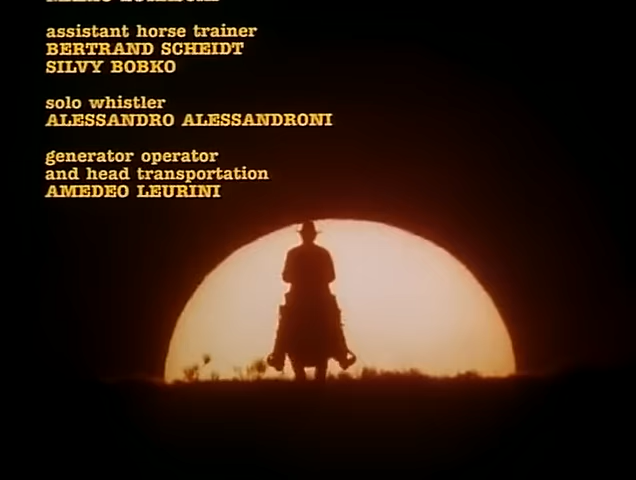 assistant horse trainer
BERTRAND SCHEIDT
SILVY BOBKO
solo whistler
ALESSANDRO ALESSANDRONI
generator operator
and head transportation
AMEDEO LEURINI